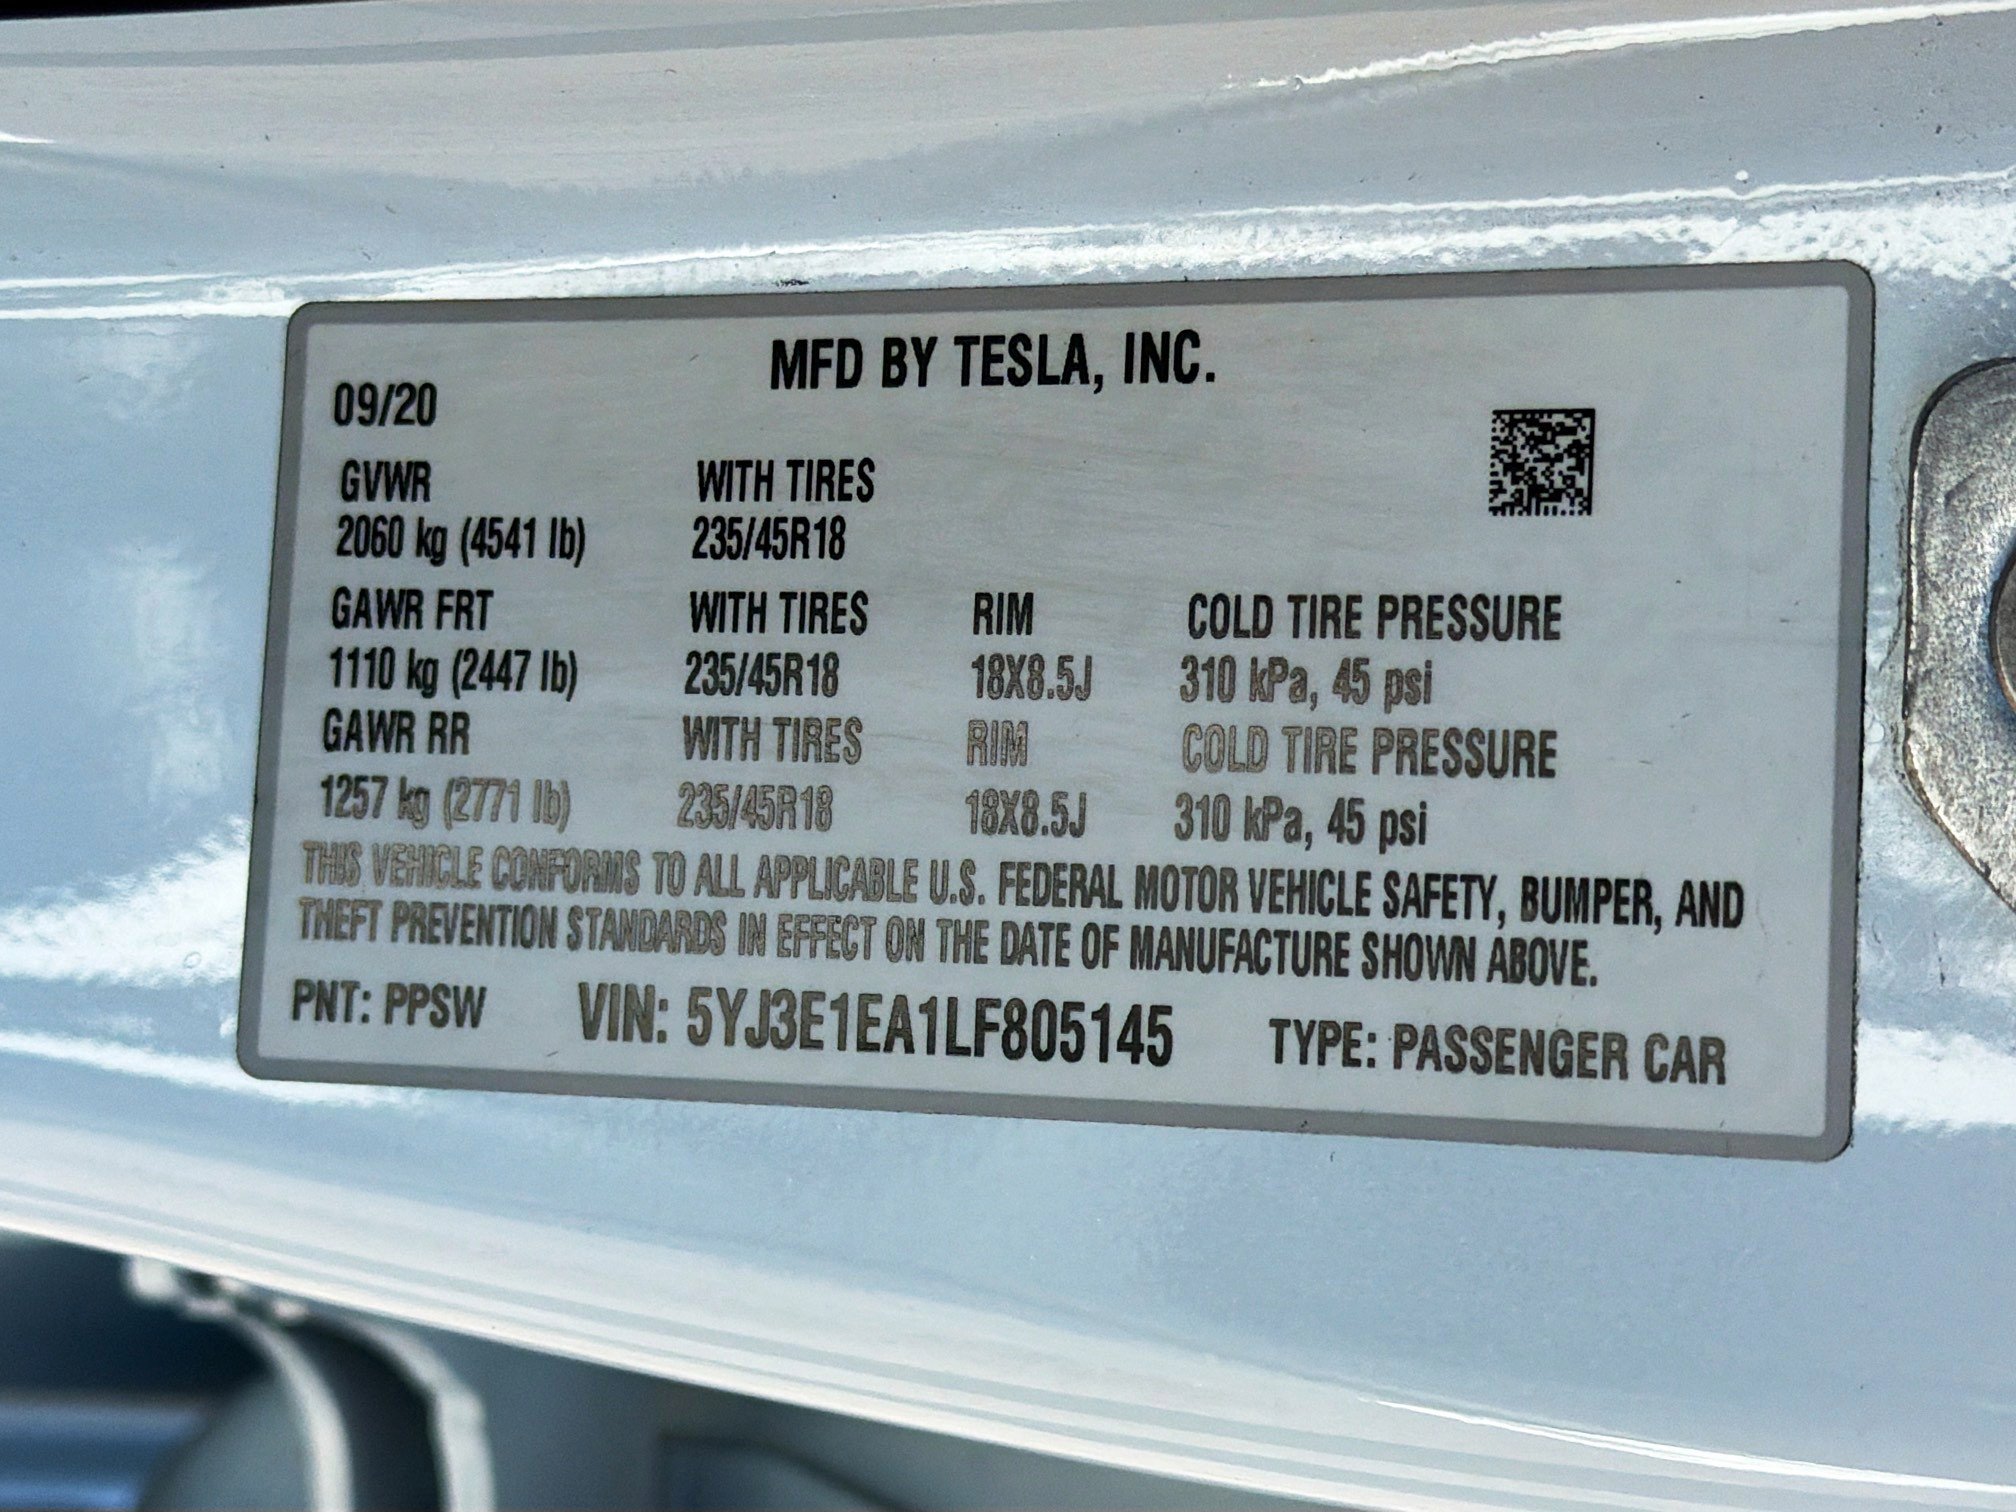 MFD BY TESLA, INC.
09/20
GVWR WITH TIRES
2060 kg (4541 lb) 235/45R18
GAWR FRT WITH TIRES RIM COLD TIRE PRESSURE
1110 kg (2447 lb) 235/45R18 18X8.5J 310 kPa, 45 psi
GAWR RR WITH TIRES RIM COLD TIRE PRESSURE
1257 kg (2771 lb) 235/45R18 18X8.5J 310 kPa, 45 psi
THIS VEHICLE CONFORMS TO ALL APPLICABLE U.S. FEDERAL MOTOR VEHICLE SAFETY, BUMPER, AND
THEFT PREVENTION STANDARDS IN EFFECT ON THE DATE OF MANUFACTURE SHOWN ABOVE.
PNT: PPSW VIN: 5YJ3E1EA1LF805145 TYPE: PASSENGER CAR